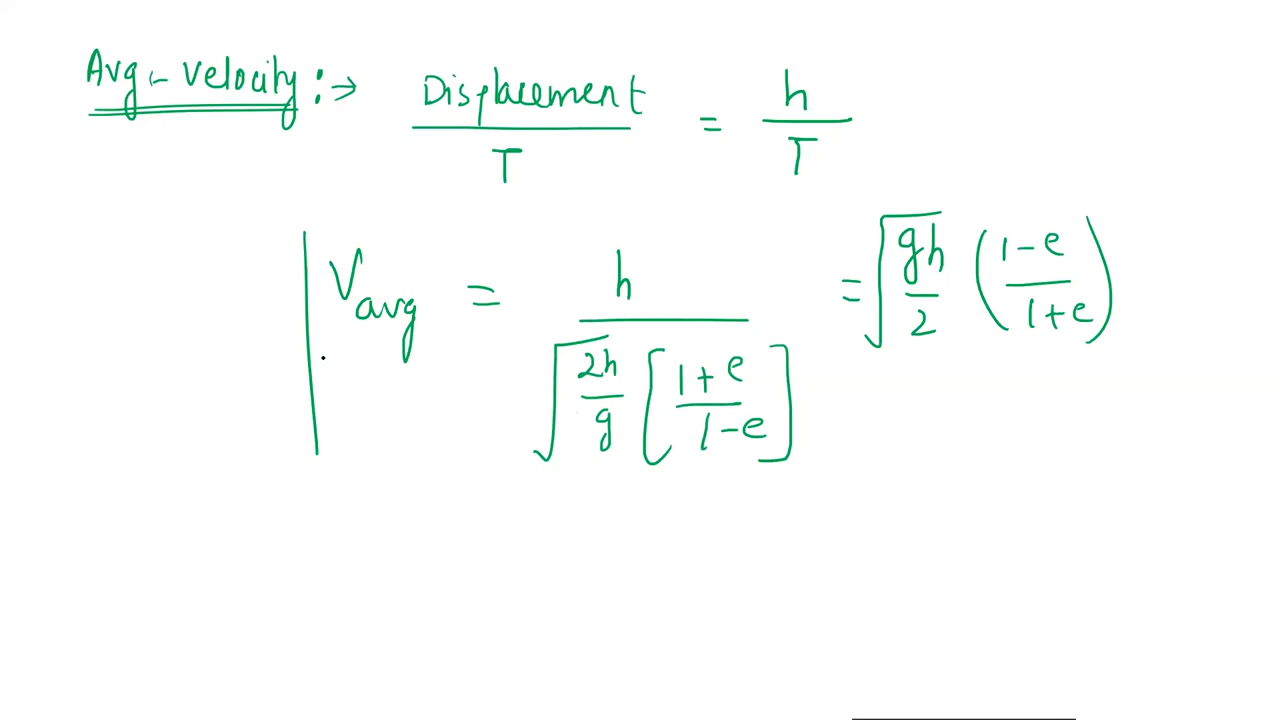 Avg - Velocity :→ Displacement / T = h / T
V_avg = h / (√(2h/g) [(1+e)/(1-e)]) = √(gh/2) ((1-e)/(1+e))